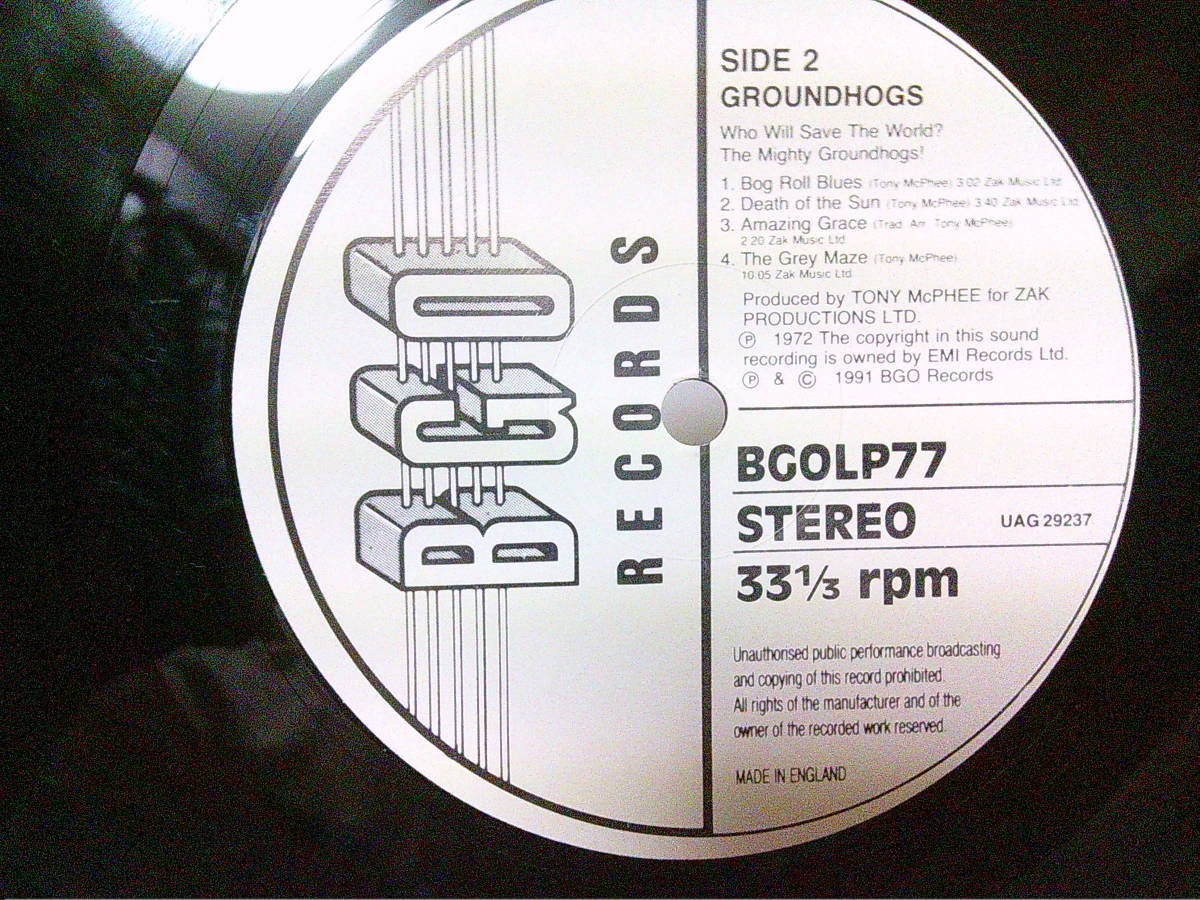 BGO
RECORDS
SIDE 2
GROUNDHOGS
Who Will Save The World?
The Mighty Groundhogs!
1. Bog Roll Blues (Tony McPhee) 3.02 Zak Music Ltd
2. Death of the Sun (Tony McPhee) 3.40 Zak Music Ltd
3. Amazing Grace (Trad. Arr. Tony McPhee)
2.20 Zak Music Ltd
4. The Grey Maze (Tony McPhee)
10.05 Zak Music Ltd
Produced by TONY McPHEE for ZAK
PRODUCTIONS LTD.
℗ 1972 The copyright in this sound
recording is owned by EMI Records Ltd.
℗ & © 1991 BGO Records
BGOLP77
STEREO UAG 29237
33⅓ rpm
Unauthorised public performance broadcasting
and copying of this record prohibited.
All rights of the manufacturer and of the
owner of the recorded work reserved.
MADE IN ENGLAND